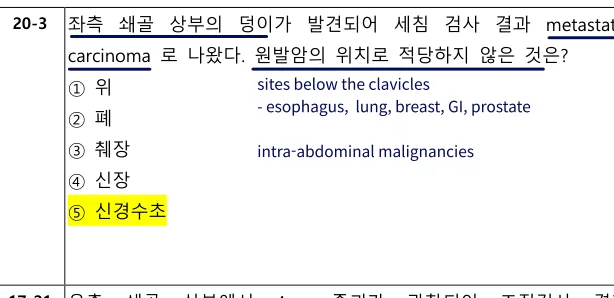 20-3 좌측 쇄골 상부의 덩이가 발견되어 세침 검사 결과 metastat
carcinoma 로 나왔다. 원발암의 위치로 적당하지 않은 것은?
① 위
sites below the clavicles
- esophagus, lung, breast, GI, prostate
② 폐
③ 췌장
intra-abdominal malignancies
④ 신장
⑤ 신경수초